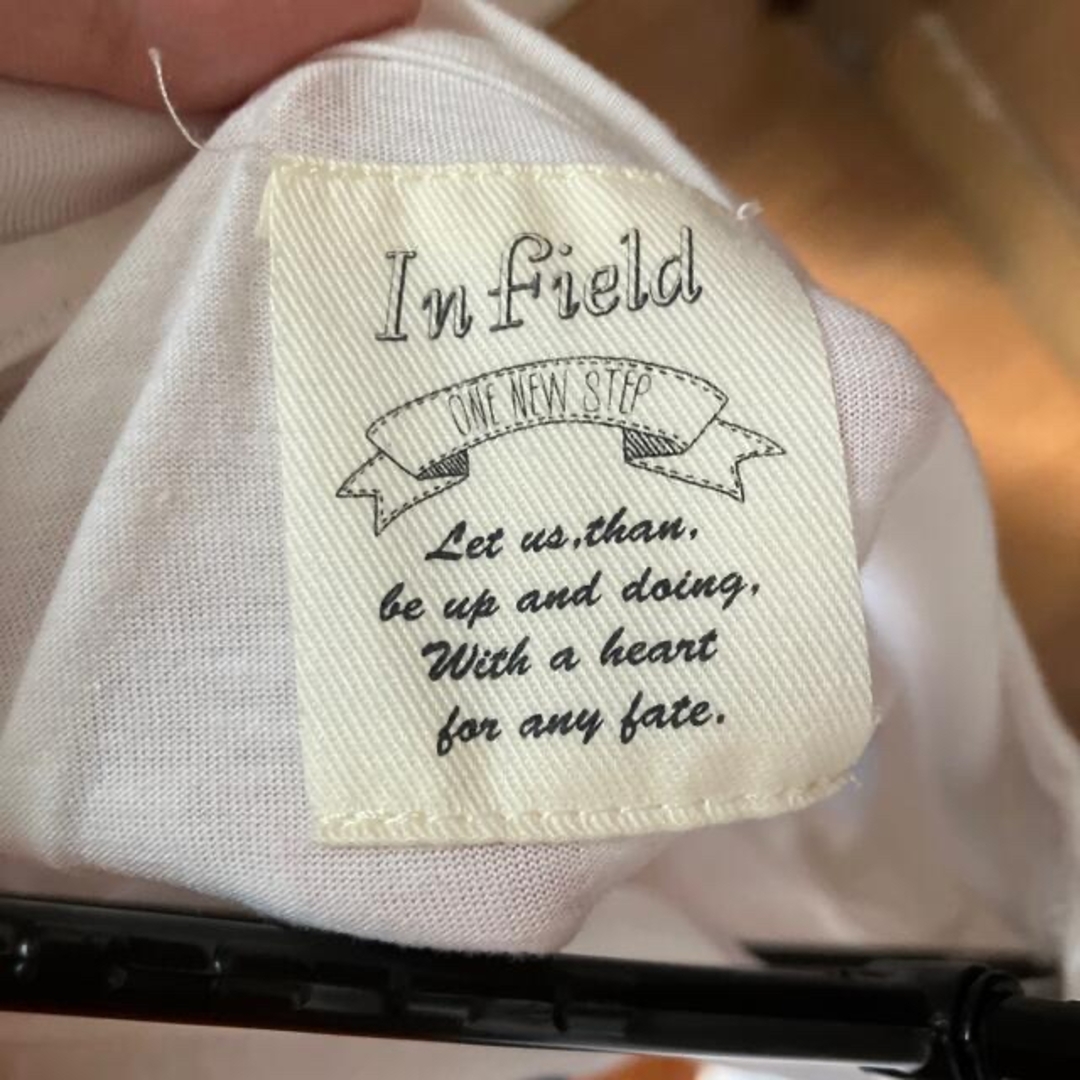 In Field
ONE NEW STEP
Let us,than,
be up and doing,
With a heart
for any fate.